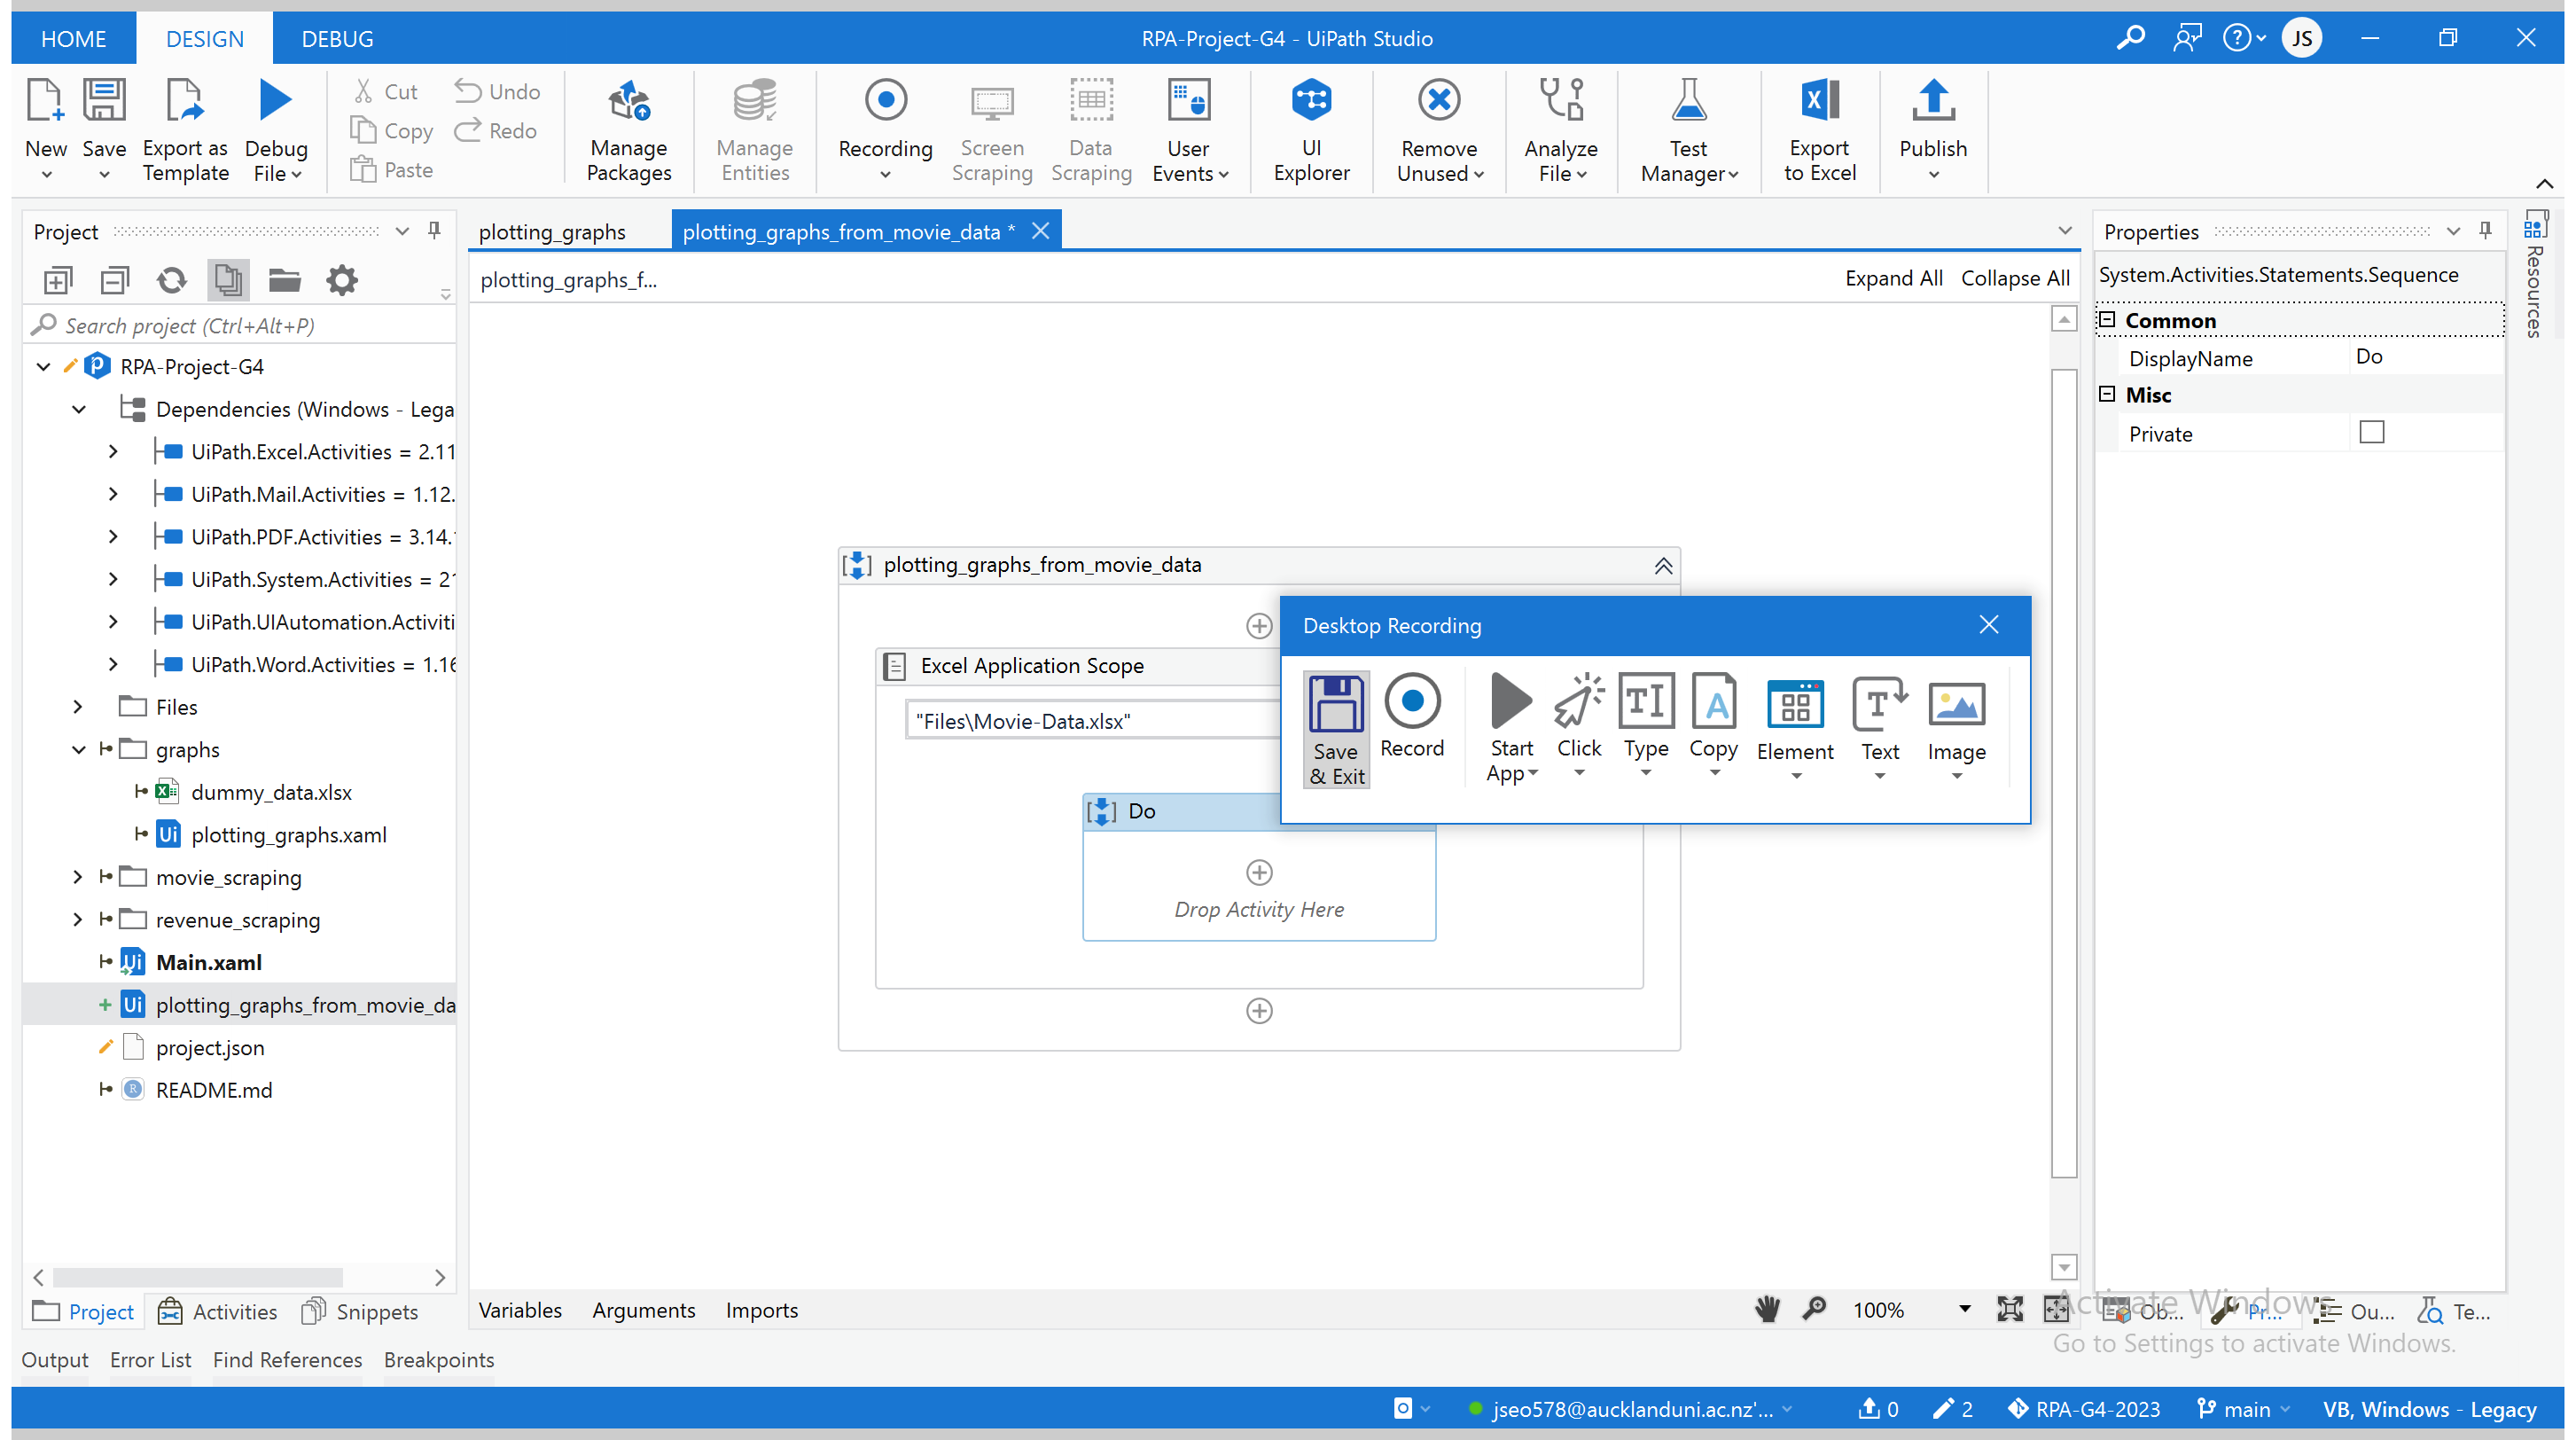 HOME DESIGN DEBUG RPA-Project-G4 - UiPath Studio JS
New Save Export as Template Debug File Cut Copy Paste Undo Redo Manage Packages Manage Entities Recording Screen Scraping Data Scraping User Events UI Explorer Remove Unused Analyze File Test Manager Export to Excel Publish
Project
Search project (Ctrl+Alt+P)
RPA-Project-G4
Dependencies (Windows - Lega
UiPath.Excel.Activities = 2.11
UiPath.Mail.Activities = 1.12.
UiPath.PDF.Activities = 3.14.
UiPath.System.Activities = 2
UiPath.UIAutomation.Activiti
UiPath.Word.Activities = 1.16
Files
graphs
dummy_data.xlsx
plotting_graphs.xaml
movie_scraping
revenue_scraping
Main.xaml
plotting_graphs_from_movie_da
project.json
README.md
Project Activities Snippets
plotting_graphs plotting_graphs_from_movie_data *
plotting_graphs_f... Expand All Collapse All
plotting_graphs_from_movie_data
Excel Application Scope
"Files\Movie-Data.xlsx"
Do
Drop Activity Here
Desktop Recording
Save & Exit Record Start App Click Type Copy Element Text Image
Variables Arguments Imports 100%
Properties
System.Activities.Statements.Sequence
Common
DisplayName Do
Misc
Private
Resources
Ob... Pr... Ou... Te...
Activate Windows
Go to Settings to activate Windows.
Output Error List Find References Breakpoints
jseo578@aucklanduni.ac.nz'... 0 2 RPA-G4-2023 main VB, Windows - Legacy